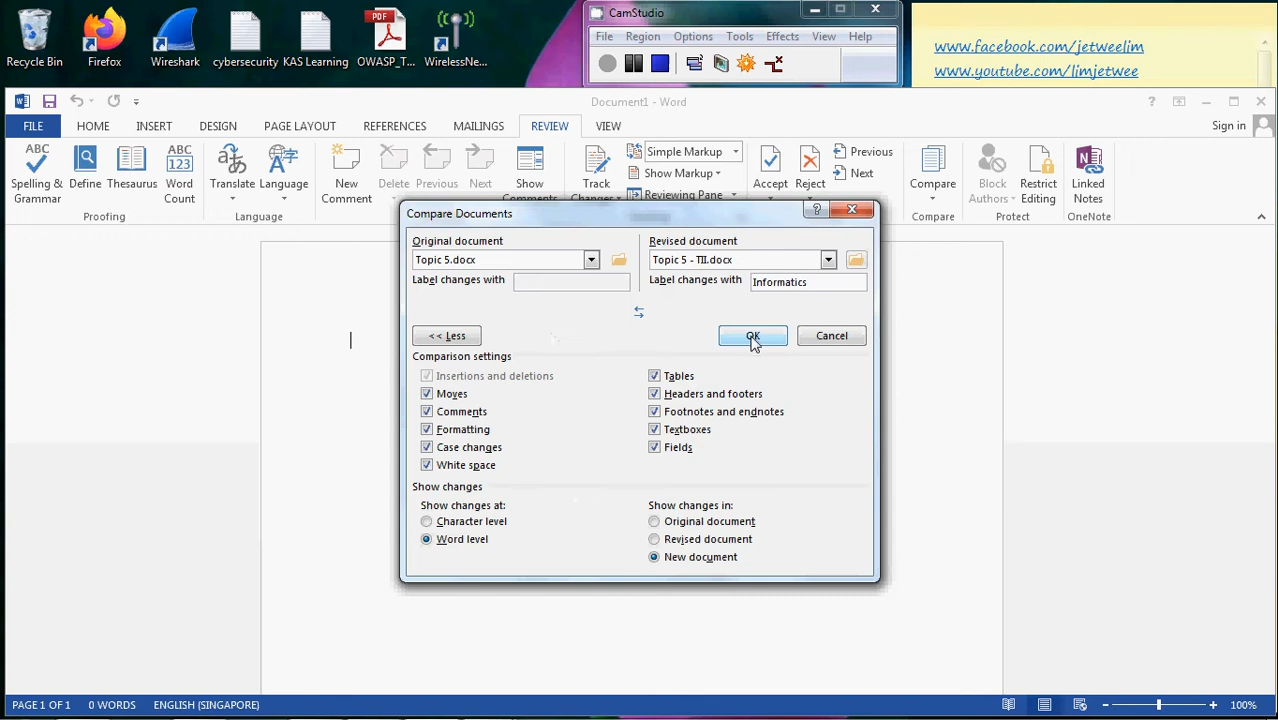 PDF
Recycle Bin
Firefox
Wireshark
cybersecurity
KAS Learning
OWASP_T...
WirelessNe...
CamStudio
File Region Options Tools Effects View Help
www.facebook.com/jetweelim
www.youtube.com/limjetwee
Document1 - Word
FILE HOME INSERT DESIGN PAGE LAYOUT REFERENCES MAILINGS REVIEW VIEW
Sign in
ABC
Spelling & Grammar
Define
Thesaurus
ABC
123
Word Count
Proofing
Translate
Language
Language
New Comment
Delete
Previous
Next
Show Comments
Track Changes
Simple Markup
Show Markup
Reviewing Pane
Accept
Reject
Previous
Next
Compare
Compare
Block Authors
Restrict Editing
Protect
Linked Notes
OneNote
Compare Documents
Original document
Topic 5.docx
Label changes with
Revised document
Topic 5 - TII.docx
Label changes with
Informatics
<< Less
OK
Cancel
Comparison settings
Insertions and deletions
Moves
Comments
Formatting
Case changes
White space
Tables
Headers and footers
Footnotes and endnotes
Textboxes
Fields
Show changes
Show changes at:
Character level
Word level
Show changes in:
Original document
Revised document
New document
PAGE 1 OF 1 0 WORDS ENGLISH (SINGAPORE)
100%